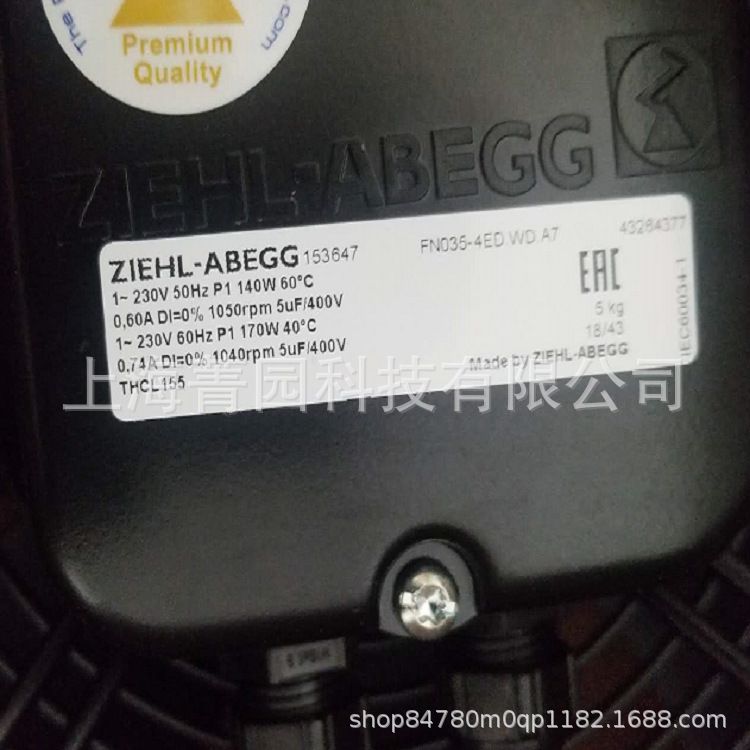 Premium
Quality
ZIEHL-ABEGG
ZIEHL-ABEGG 153647 FN035-4ED.WD.A7 43264377
1~ 230V 50Hz P1 140W 60°C
0,60A DI=0% 1050rpm 5uF/400V
1~ 230V 60Hz P1 170W 40°C
0,74A DI=0% 1040rpm 5uF/400V
THCL155
EAC
5 kg
18/43
Made by ZIEHL-ABEGG
IEC60034-1
上海菁园科技有限公司
shop84780m0qp1182.1688.com